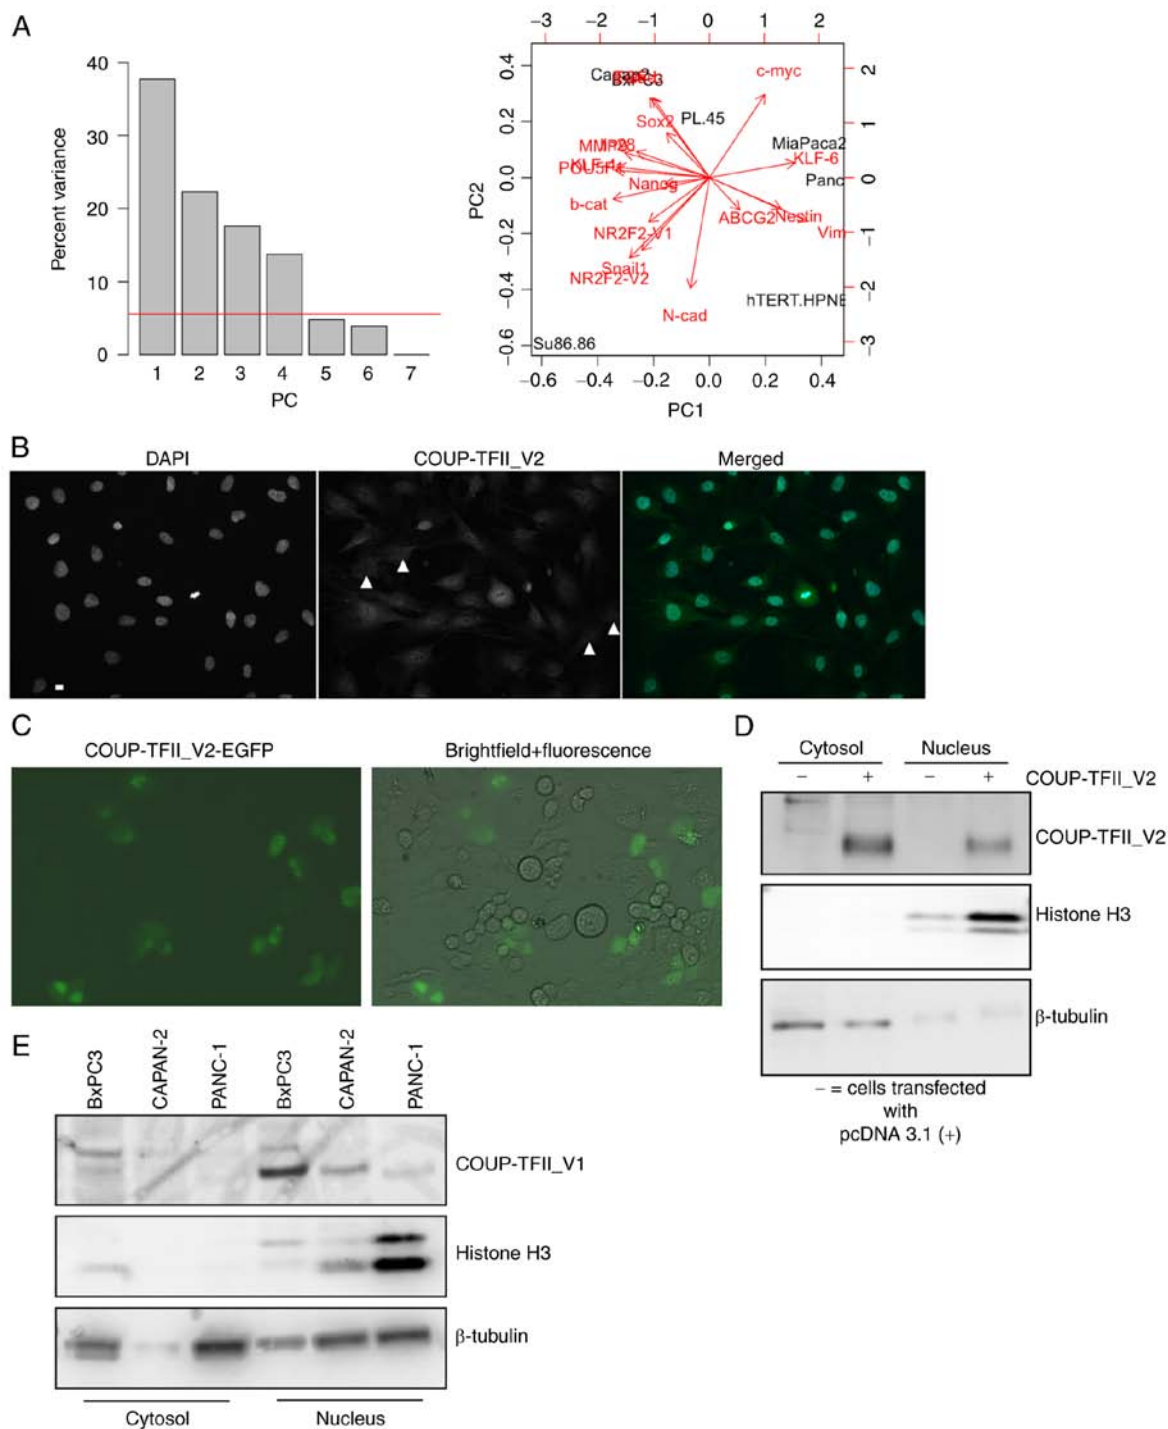 A
40
30
20
10
0
Percent variance
1 2 3 4 5 6 7
PC
−3 −2 −1 0 1 2
0.4
0.2
0.0
−0.2
−0.4
−0.6
PC2
2
1
0
−1
−2
−3
Capan2
BxPC3
c-myc
Sox2
PL.45
MiaPaca2
KLF-6
Panc
POU5F1
Nanog
b-cat
ABCG2
Nestin
NR2F2-V1
Vim
Snail1
NR2F2-V2
hTERT.HPNE
N-cad
Su86.86
−0.6 −0.4 −0.2 0.0 0.2 0.4
PC1
B
DAPI COUP-TFII_V2 Merged
C
COUP-TFII_V2-EGFP Brightfield+fluorescence
D
Cytosol Nucleus
− + − + COUP-TFII_V2
COUP-TFII_V2
Histone H3
β-tubulin
− = cells transfected
with
pcDNA 3.1 (+)
E
BxPC3 CAPAN-2 PANC-1 BxPC3 CAPAN-2 PANC-1
COUP-TFII_V1
Histone H3
β-tubulin
Cytosol Nucleus